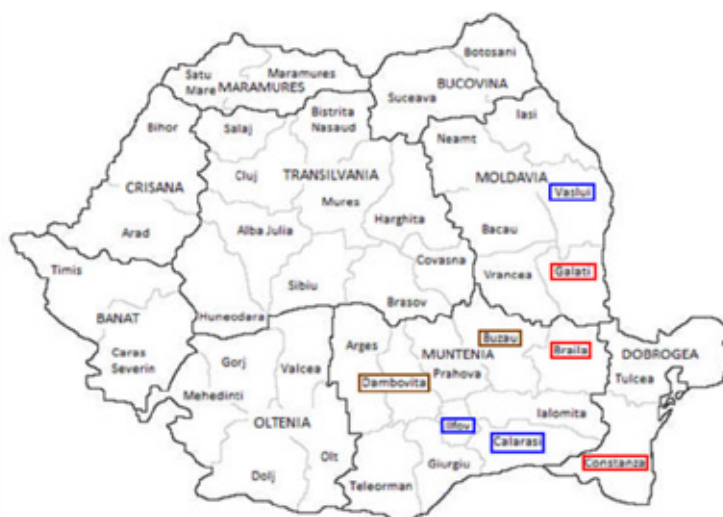 Botosani
Satu
Mare
Maramures
MARAMURES
BUCOVINA
Suceava
Bistrita
Nasaud
Iasi
Bihor
Salaj
Neamt
Cluj
TRANSILVANIA
MOLDAVIA
CRISANA
Vaslui
Mures
Harghita
Arad
Alba Julia
Bacau
Covasna
Timis
Sibiu
Vrancea
Galati
Brasov
BANAT
Huneodara
Buzau
Arges
MUNTENIA
Braila
DOBROGEA
Caras
Severin
Gorj
Valcea
Prahova
Tulcea
Dambovita
Mehedinti
Ialomita
OLTENIA
Ilfov
Calarasi
Olt
Giurgiu
Constanza
Dolj
Teleorman